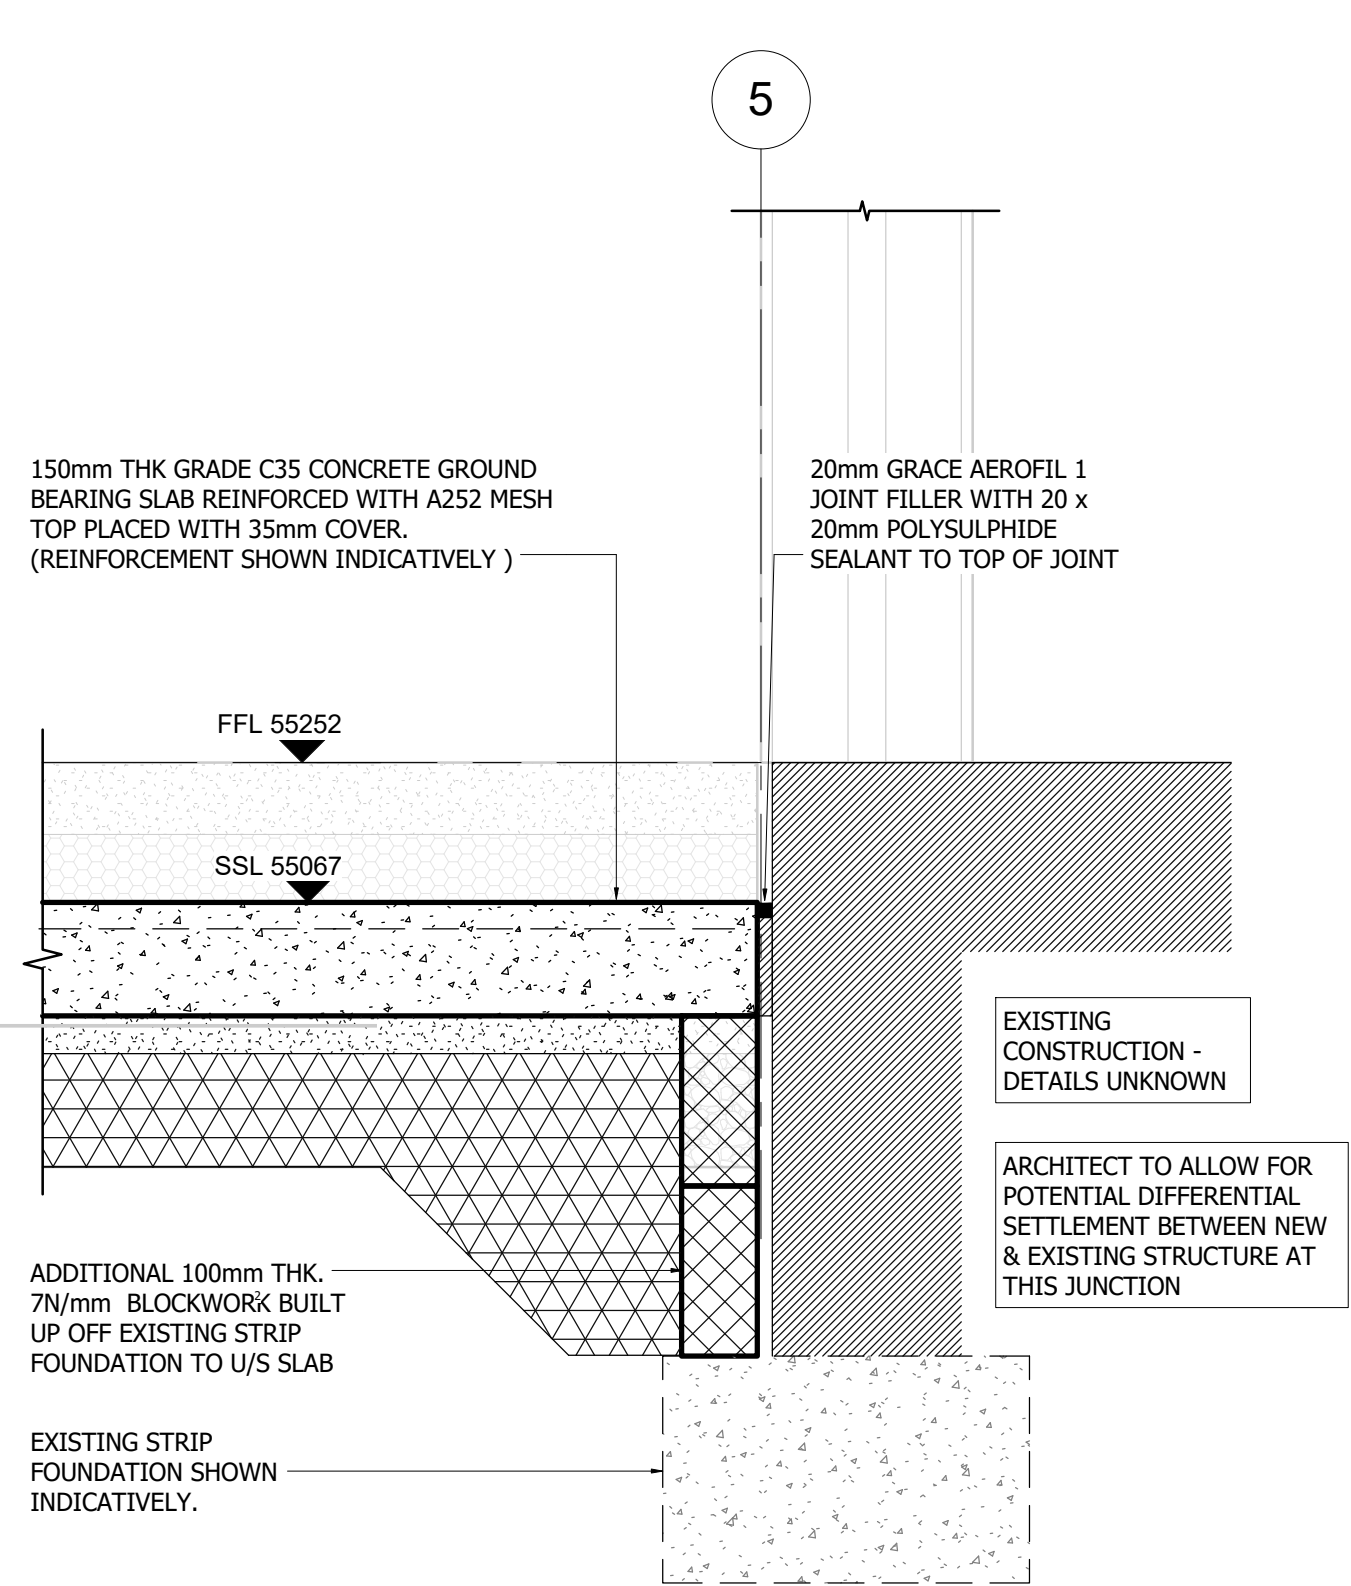 5
150mm THK GRADE C35 CONCRETE GROUND
BEARING SLAB REINFORCED WITH A252 MESH
TOP PLACED WITH 35mm COVER.
(REINFORCEMENT SHOWN INDICATIVELY )
20mm GRACE AEROFIL 1
JOINT FILLER WITH 20 x
20mm POLYSULPHIDE
SEALANT TO TOP OF JOINT
FFL 55252
SSL 55067
EXISTING
CONSTRUCTION -
DETAILS UNKNOWN
ARCHITECT TO ALLOW FOR
POTENTIAL DIFFERENTIAL
SETTLEMENT BETWEEN NEW
& EXISTING STRUCTURE AT
THIS JUNCTION
ADDITIONAL 100mm THK.
7N/mm² BLOCKWORK BUILT
UP OFF EXISTING STRIP
FOUNDATION TO U/S SLAB
EXISTING STRIP
FOUNDATION SHOWN
INDICATIVELY.